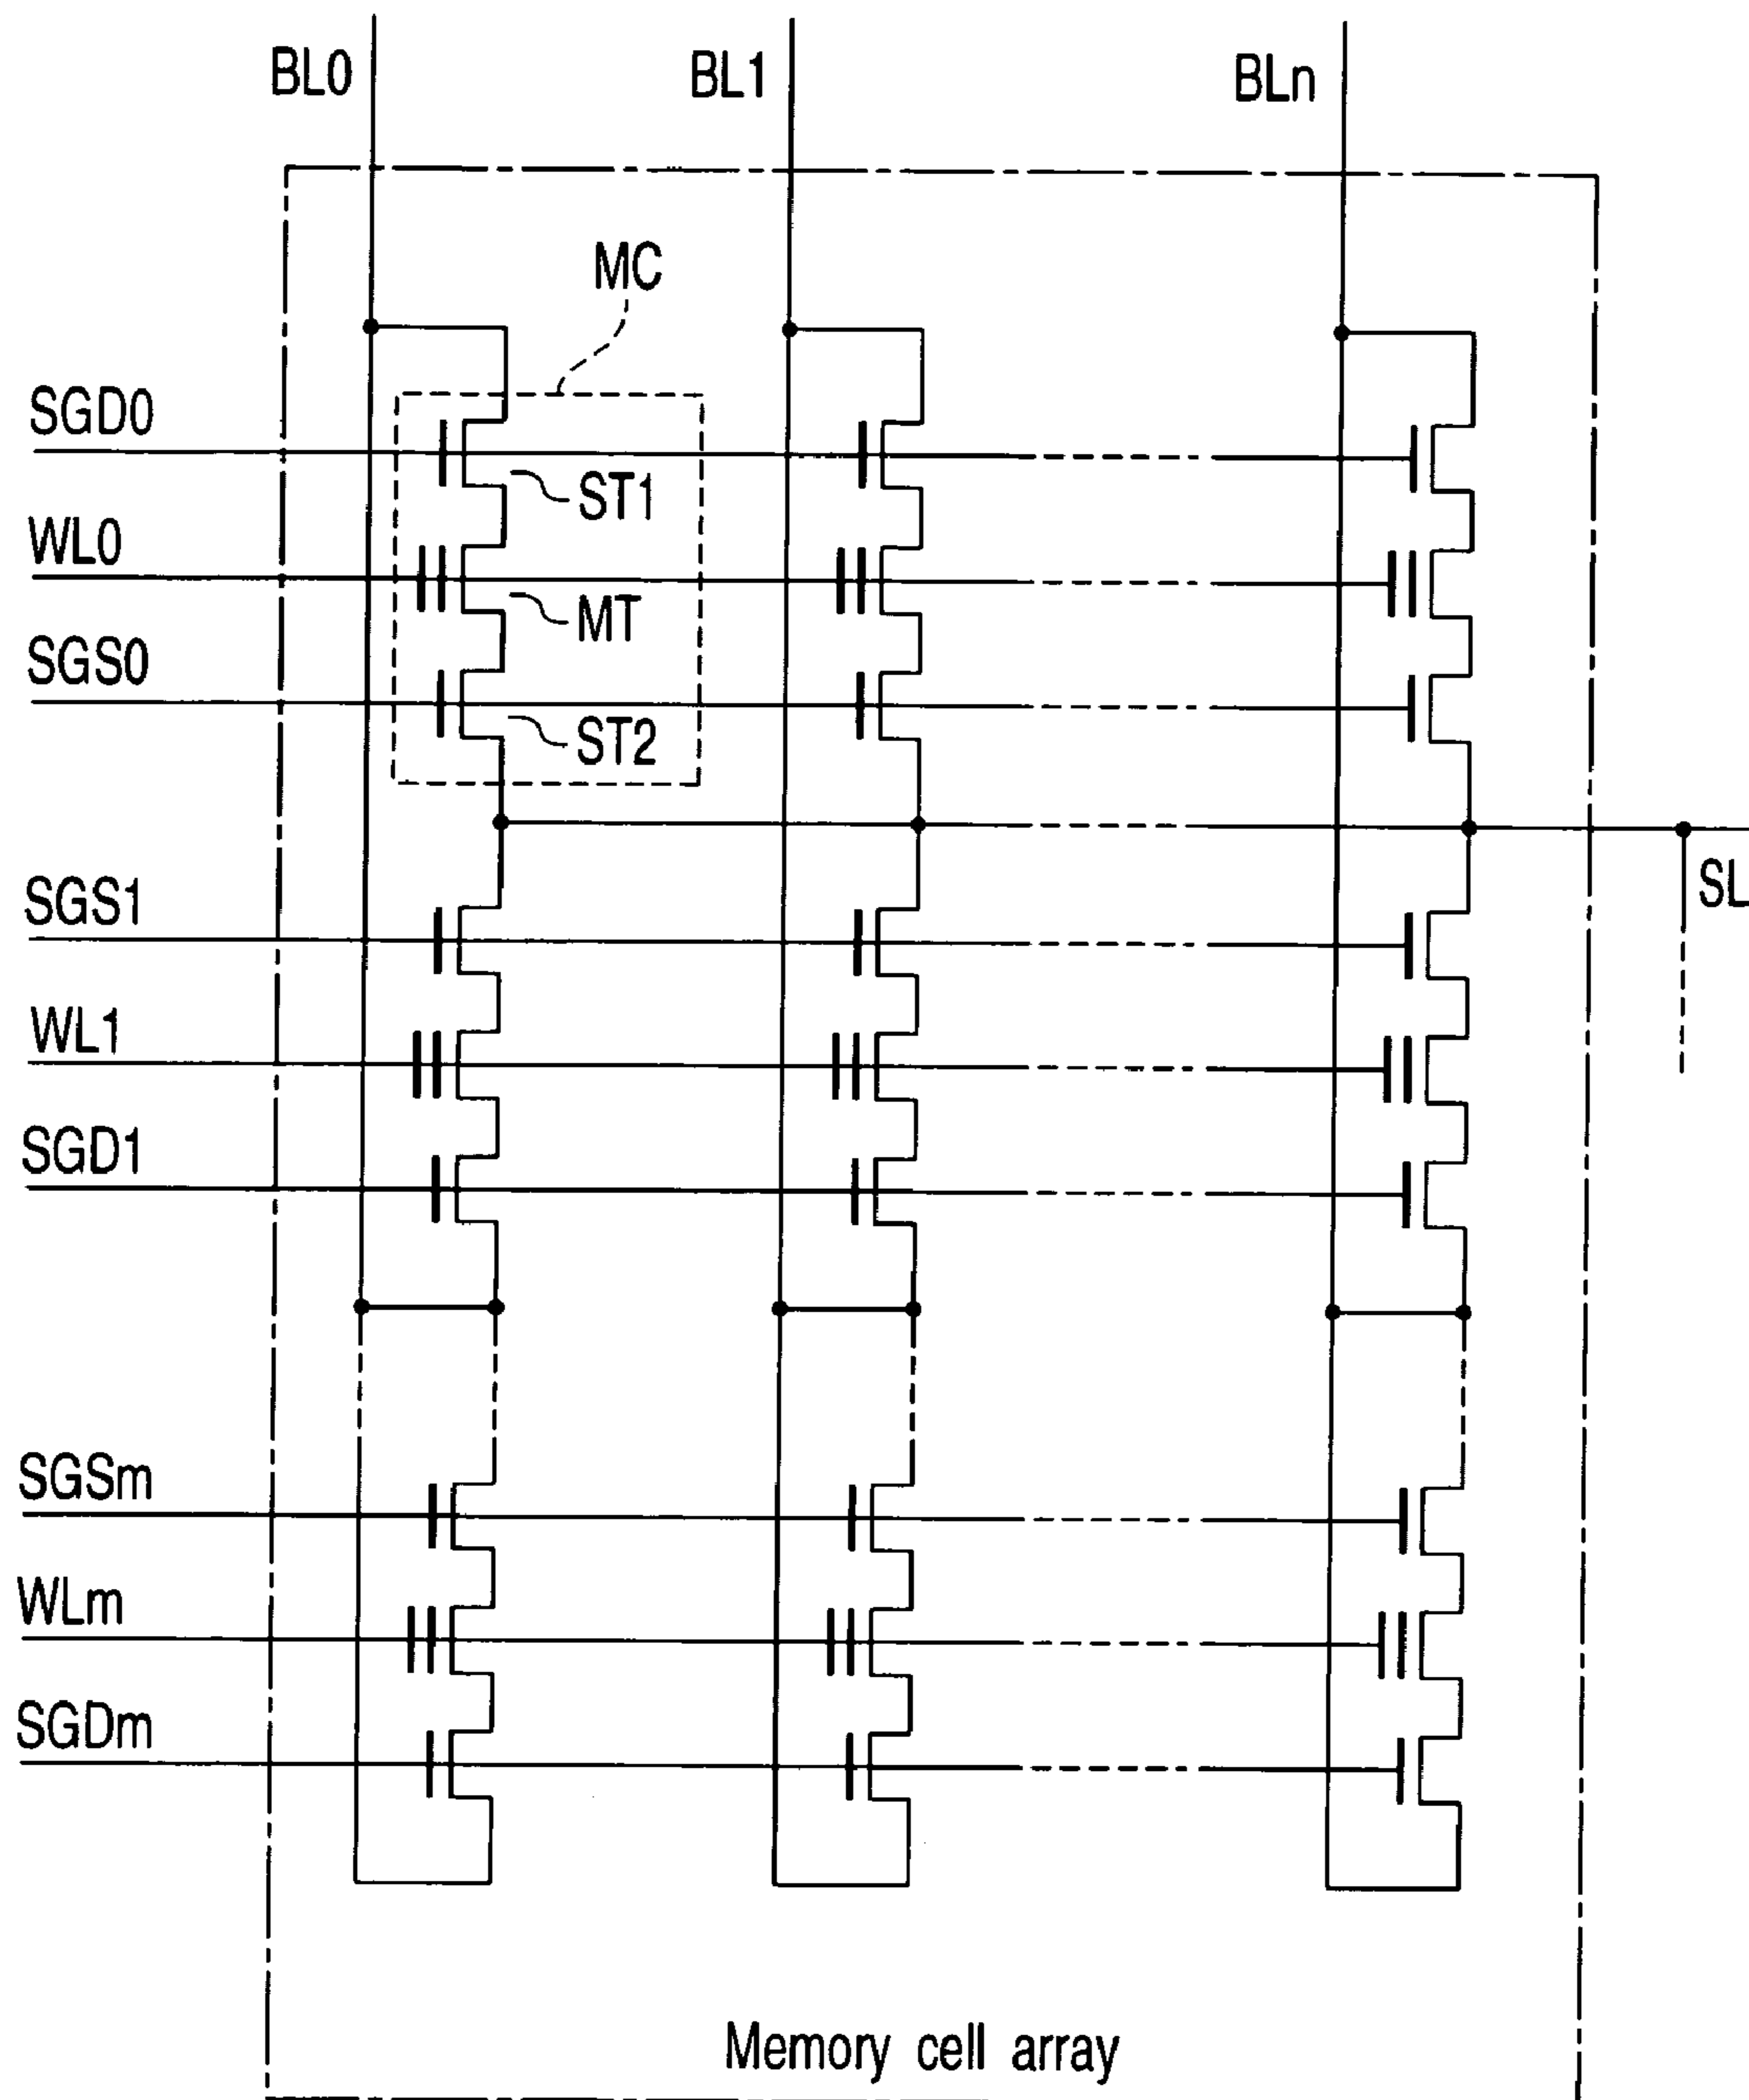 BL0
BL1
BLn
MC
SGD0
ST1
WL0
MT
SGS0
ST2
SL
SGS1
WL1
SGD1
SGSm
WLm
SGDm
Memory cell array